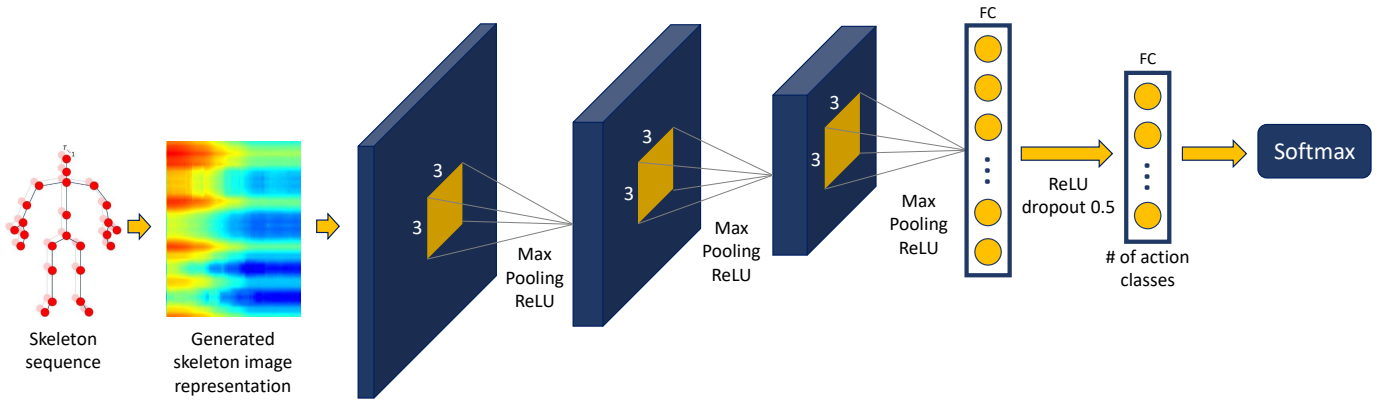 Skeleton
sequence
Generated
skeleton image
representation
3
3
Max
Pooling
ReLU
3
3
Max
Pooling
ReLU
3
3
Max
Pooling
ReLU
FC
ReLU
dropout 0.5
FC
# of action
classes
Softmax